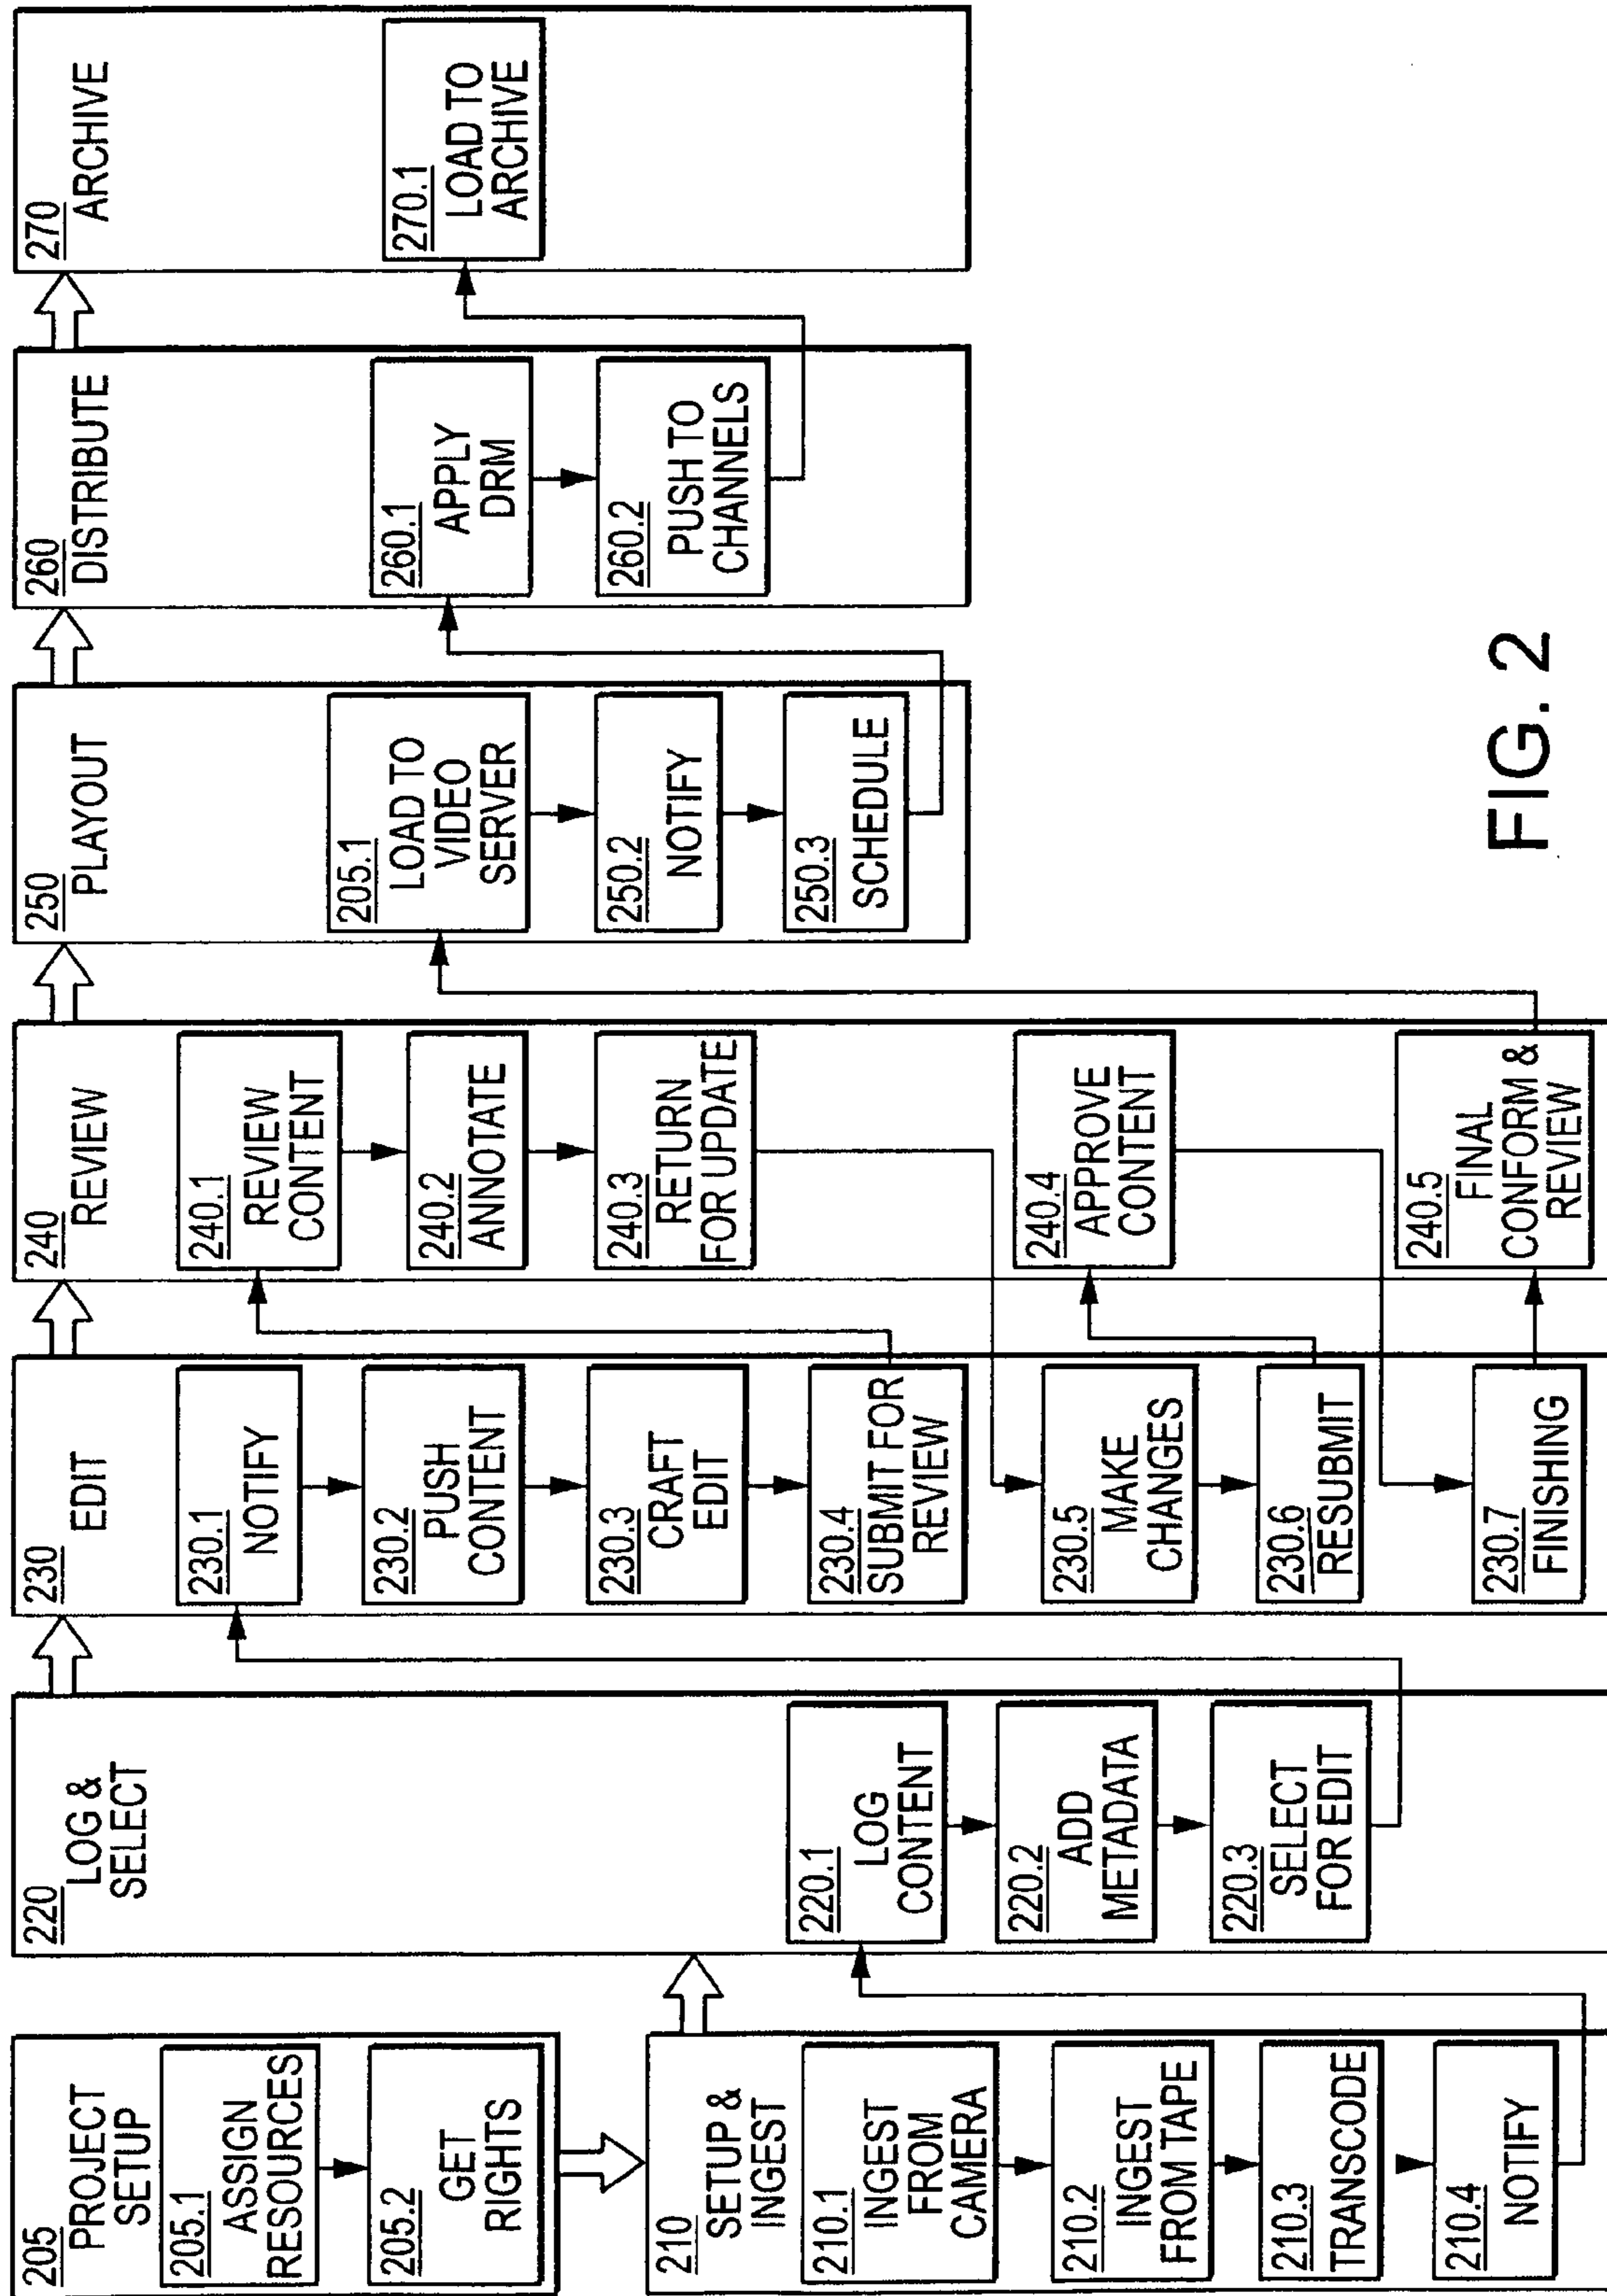 205
PROJECT
SETUP
205.1
ASSIGN
RESOURCES
205.2
GET
RIGHTS
210
SETUP &
INGEST
210.1
INGEST
FROM
CAMERA
210.2
INGEST
FROM TAPE
210.3
TRANSCODE
210.4
NOTIFY
220
LOG &
SELECT
220.1
LOG
CONTENT
220.2
ADD
METADATA
220.3
SELECT
FOR EDIT
230
EDIT
230.1
NOTIFY
230.2
PUSH
CONTENT
230.3
CRAFT
EDIT
230.4
SUBMIT FOR
REVIEW
230.5
MAKE
CHANGES
230.6
RESUBMIT
230.7
FINISHING
240
REVIEW
240.1
REVIEW
CONTENT
240.2
ANNOTATE
240.3
RETURN
FOR UPDATE
240.4
APPROVE
CONTENT
240.5
FINAL
CONFORM &
REVIEW
250
PLAYOUT
205.1
LOAD TO
VIDEO
SERVER
250.2
NOTIFY
250.3
SCHEDULE
260
DISTRIBUTE
260.1
APPLY
DRM
260.2
PUSH TO
CHANNELS
270
ARCHIVE
270.1
LOAD TO
ARCHIVE
FIG. 2